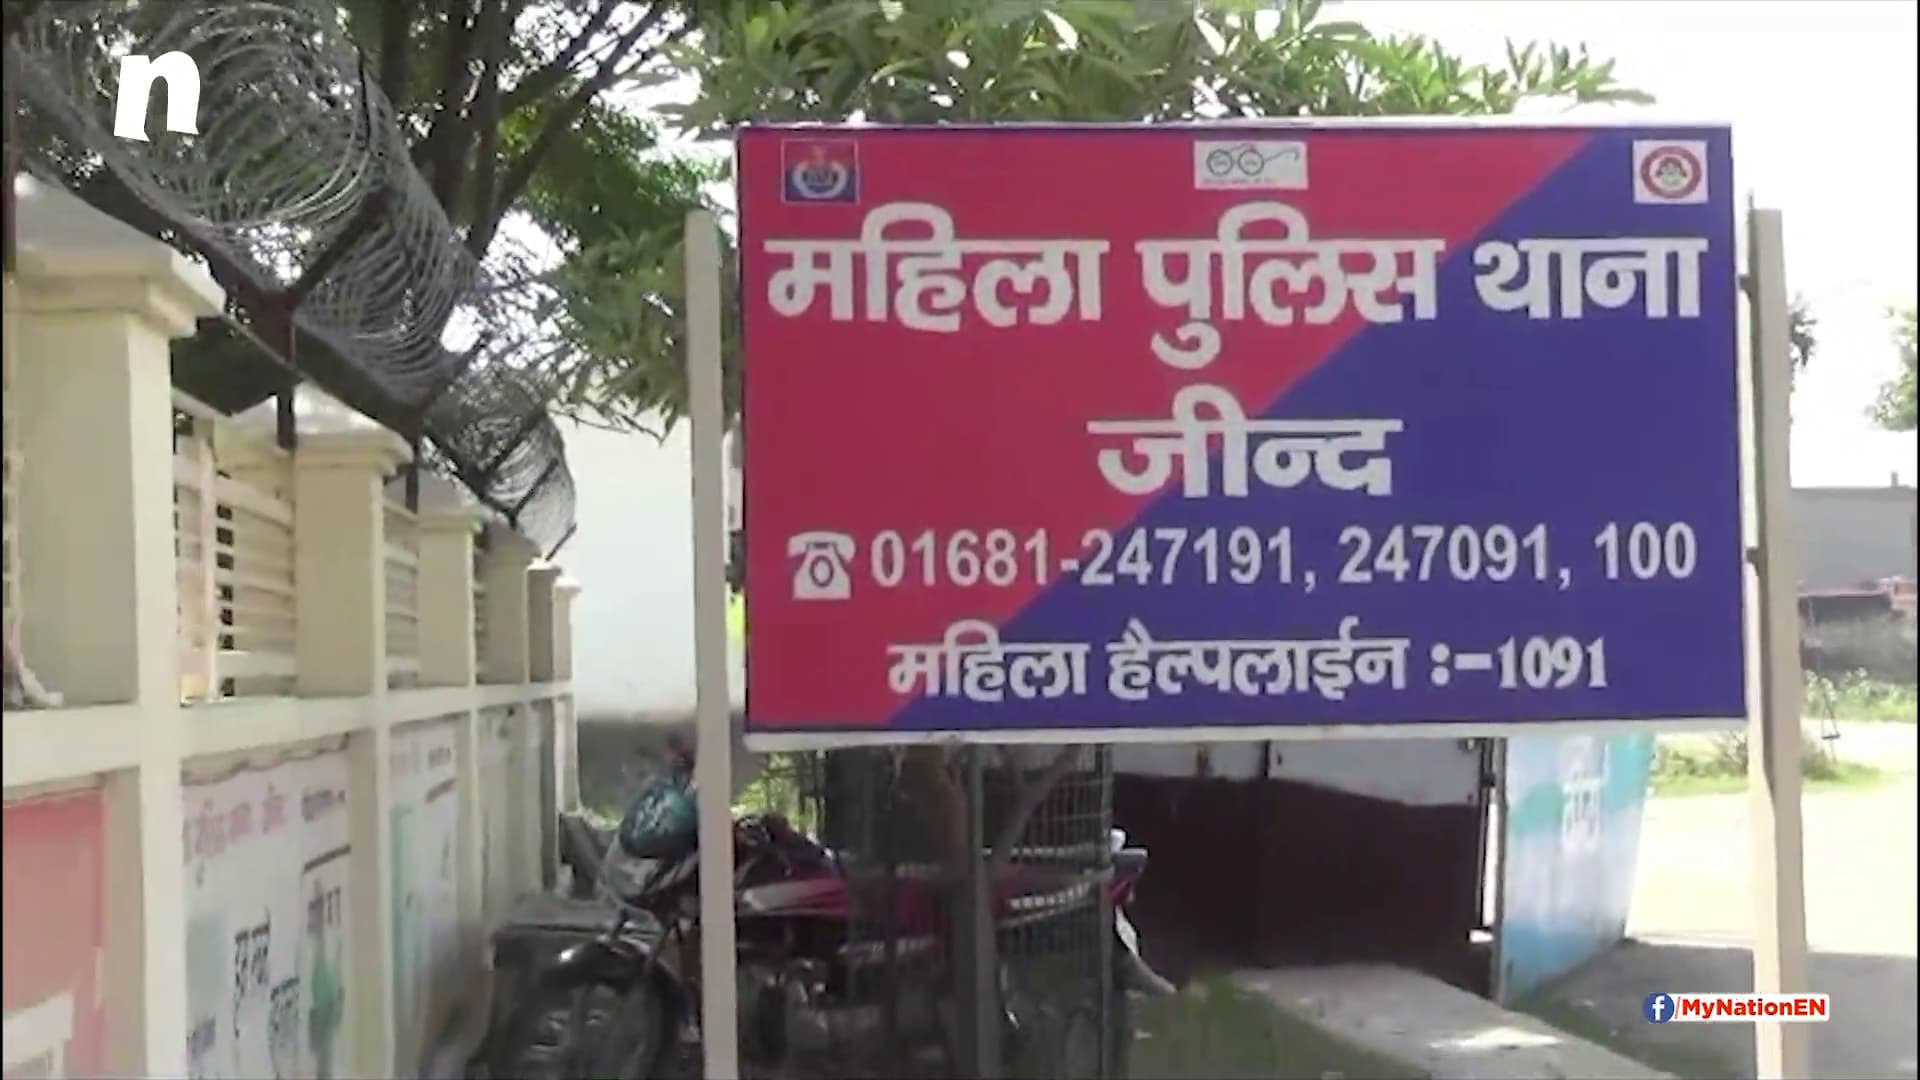 n
महिला पुलिस थाना
जीन्द
01681-247191, 247091, 100
महिला हैल्पलाईन :-1091
f/MyNationEN